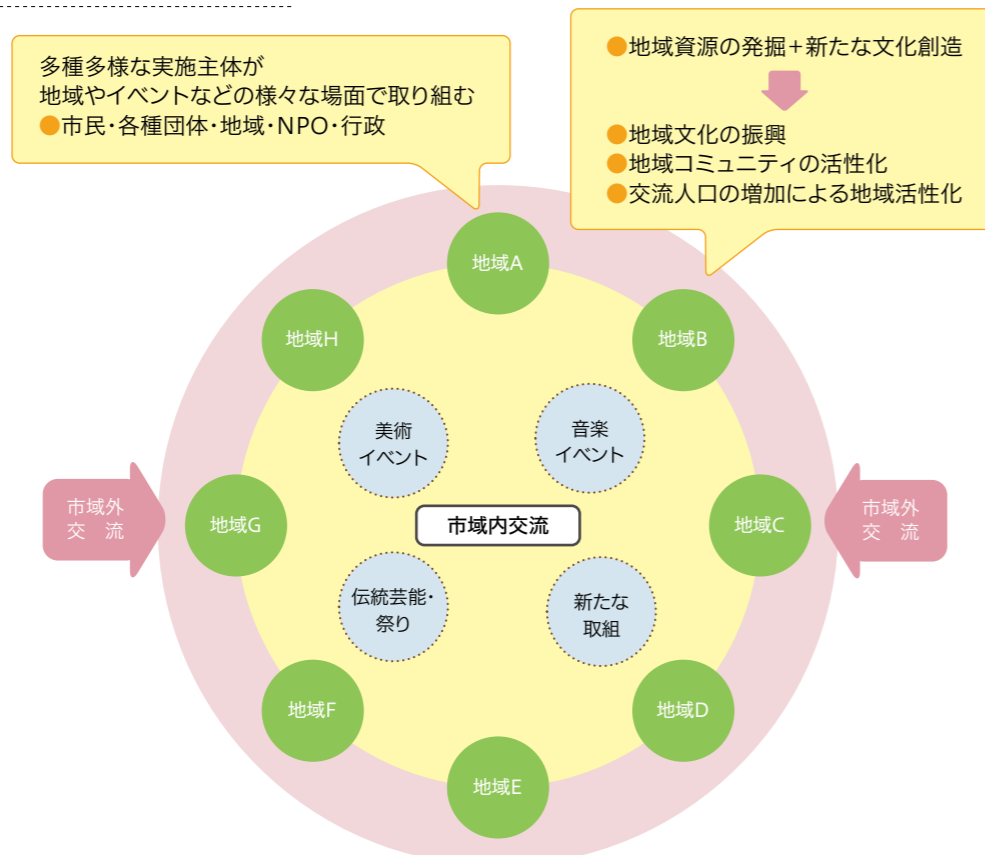 多種多様な実施主体が
地域やイベントなどの様々な場面で取り組む
●市民・各種団体・地域・NPO・行政
●地域資源の発掘＋新たな文化創造
●地域文化の振興
●地域コミュニティの活性化
●交流人口の増加による地域活性化
地域A
地域H
地域B
美術
イベント
音楽
イベント
市域外
交　流
地域G
市域内交流
地域C
市域外
交　流
伝統芸能・
祭り
新たな
取組
地域F
地域D
地域E